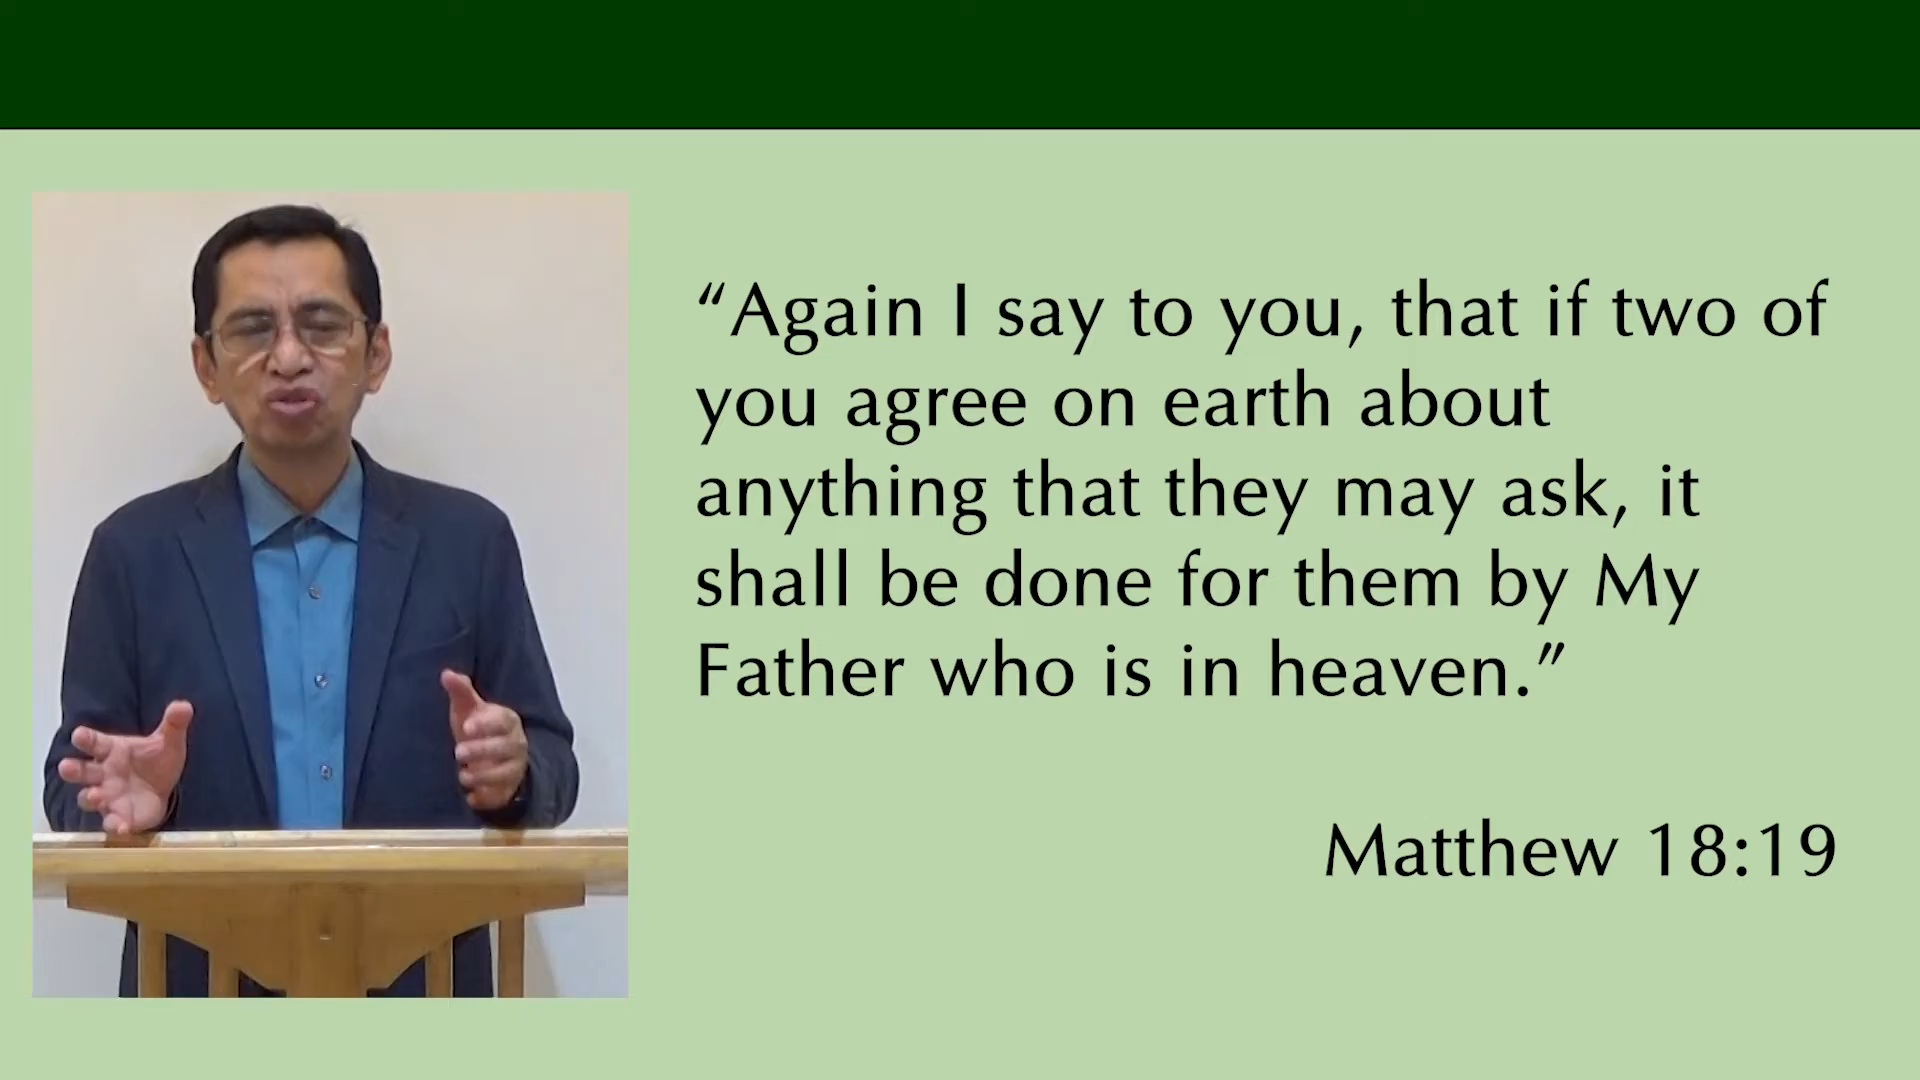 “Again I say to you, that if two of
you agree on earth about
anything that they may ask, it
shall be done for them by My
Father who is in heaven.”
Matthew 18:19